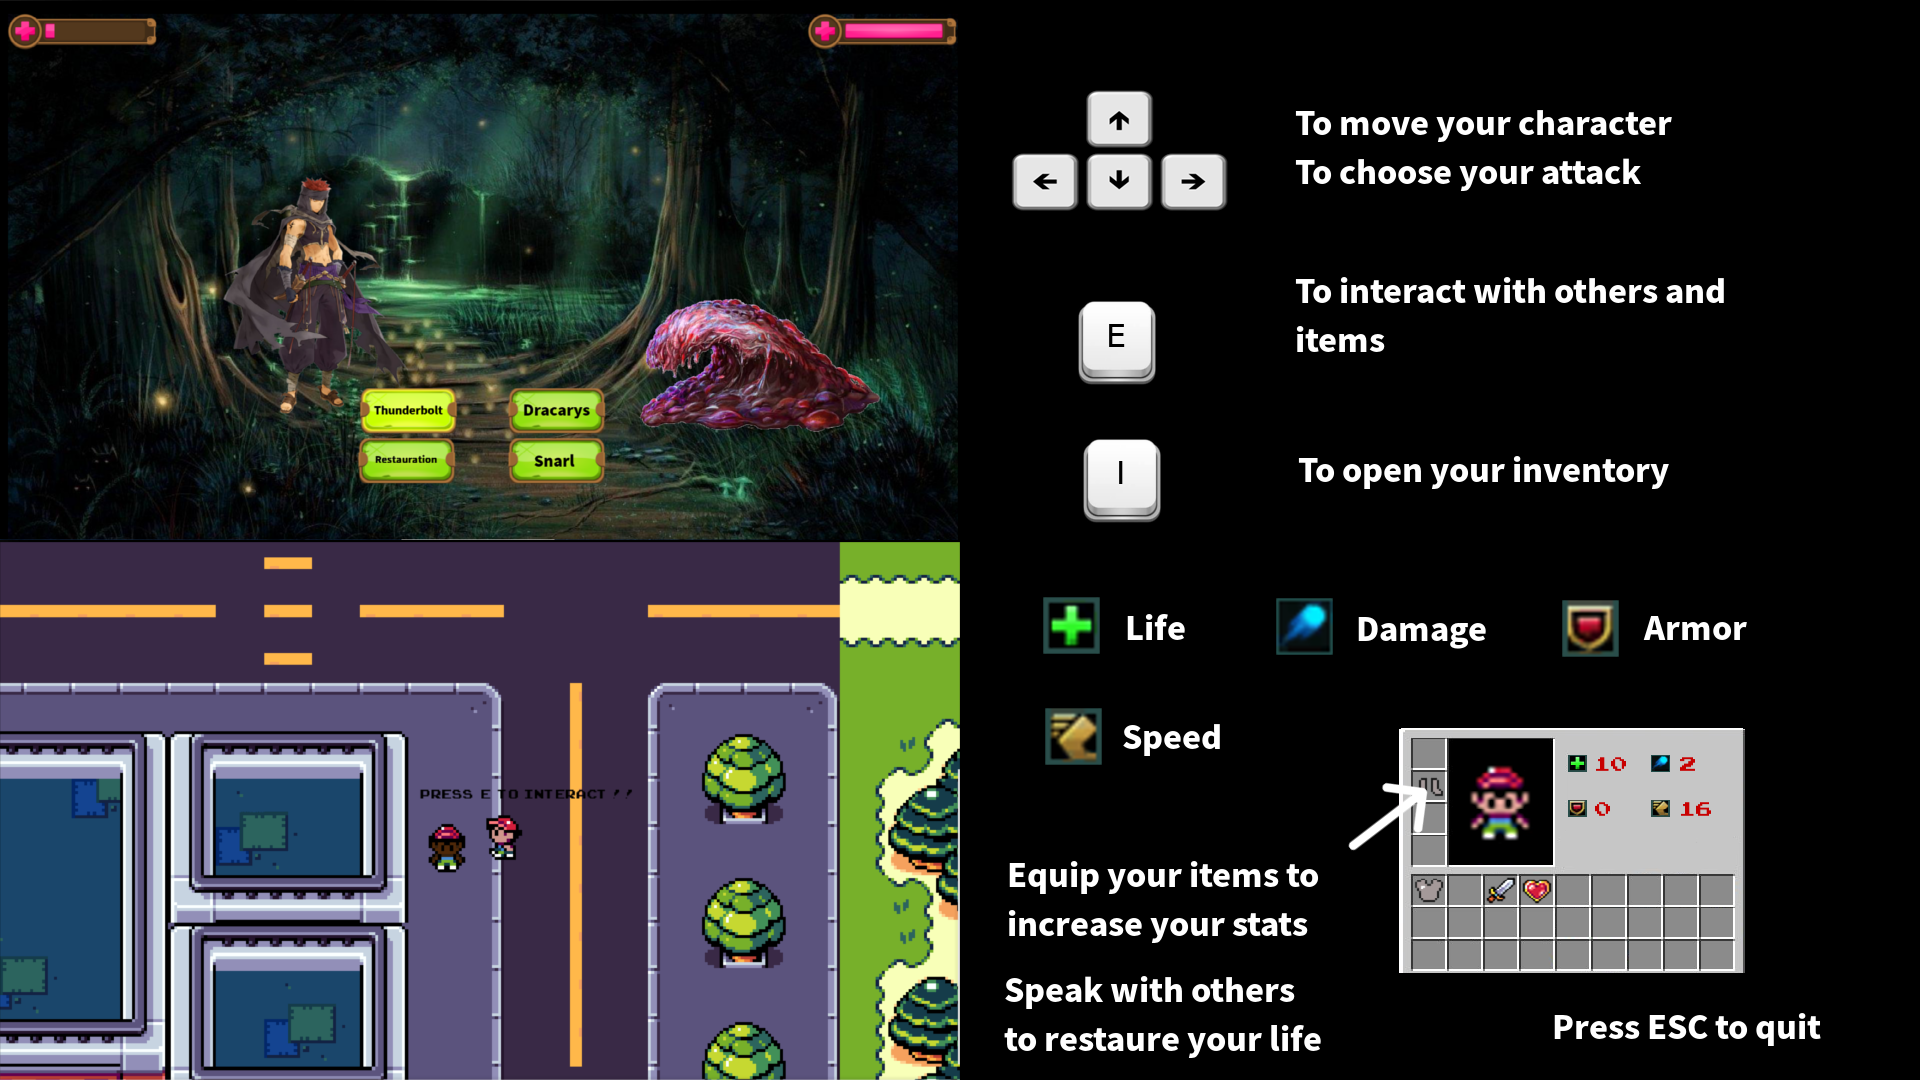 Thunderbolt
Dracarys
Restauration
Snarl
PRESS E TO INTERACT !!
To move your character
To choose your attack
E
To interact with others and
items
I
To open your inventory
Life
Damage
Armor
Speed
10
2
0
16
Equip your items to
increase your stats
Speak with others
to restaure your life
Press ESC to quit